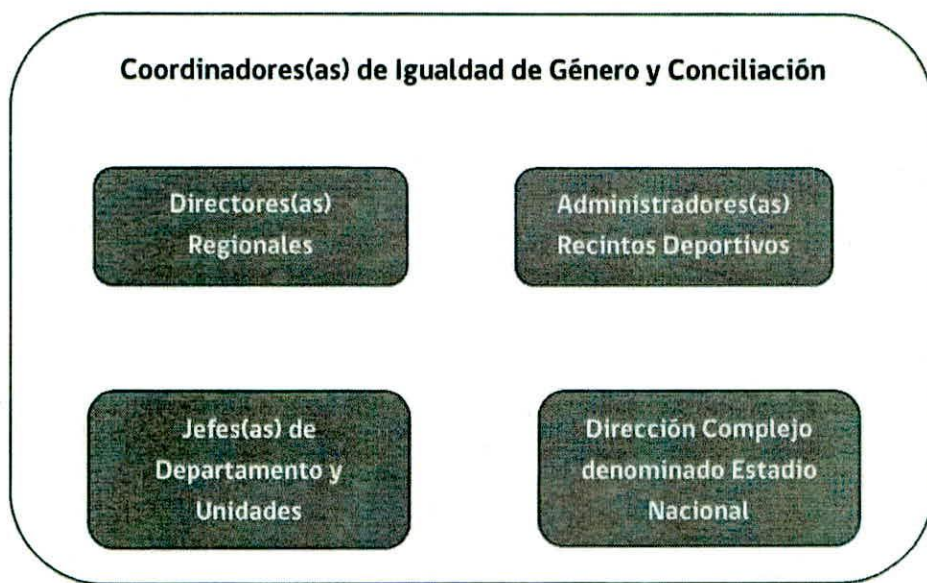 Coordinadores(as) de Igualdad de Género y Conciliación
Directores(as)
Regionales
Administradores(as)
Recintos Deportivos
Jefes(as) de
Departamento y
Unidades
Dirección Complejo
denominado Estadio
Nacional